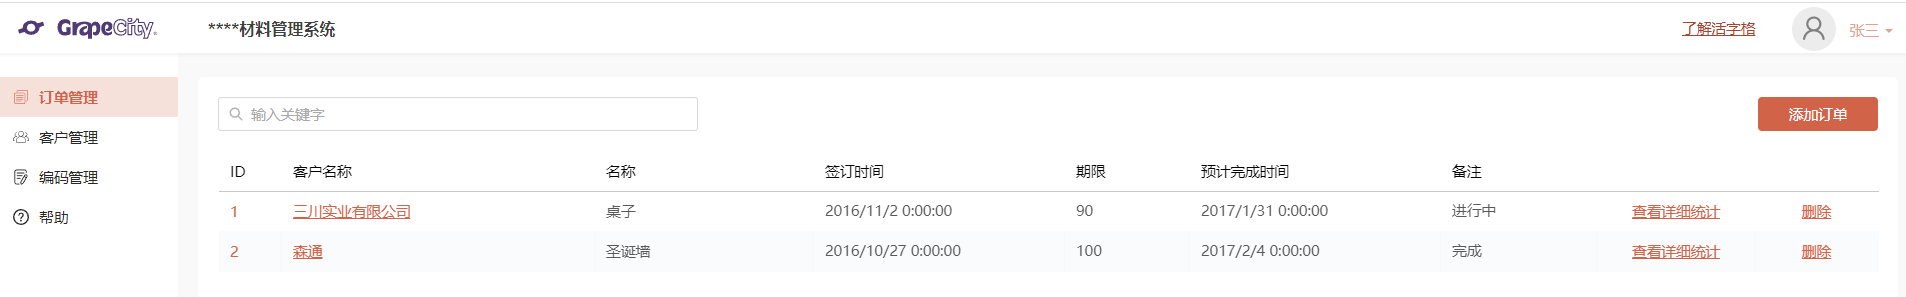 GrapeCity
****材料管理系统
了解活字格
张三
订单管理
客户管理
编码管理
帮助
输入关键字
添加订单
ID 客户名称 名称 签订时间 期限 预计完成时间 备注
1 三川实业有限公司 桌子 2016/11/2 0:00:00 90 2017/1/31 0:00:00 进行中 查看详细统计 删除
2 森通 圣诞墙 2016/10/27 0:00:00 100 2017/2/4 0:00:00 完成 查看详细统计 删除